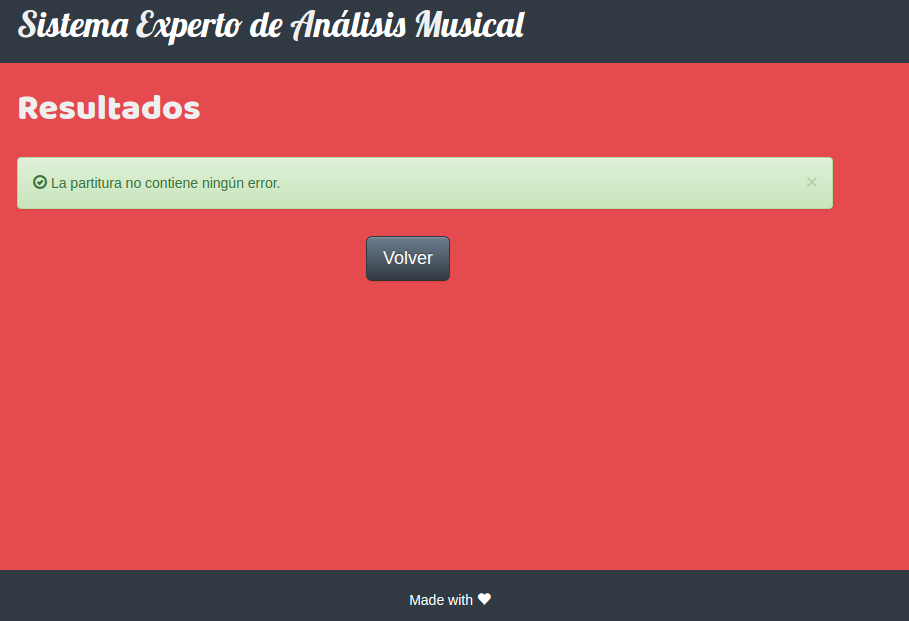 Sistema Experto de Análisis Musical
Resultados
La partitura no contiene ningún error.
×
Volver
Made with ♥